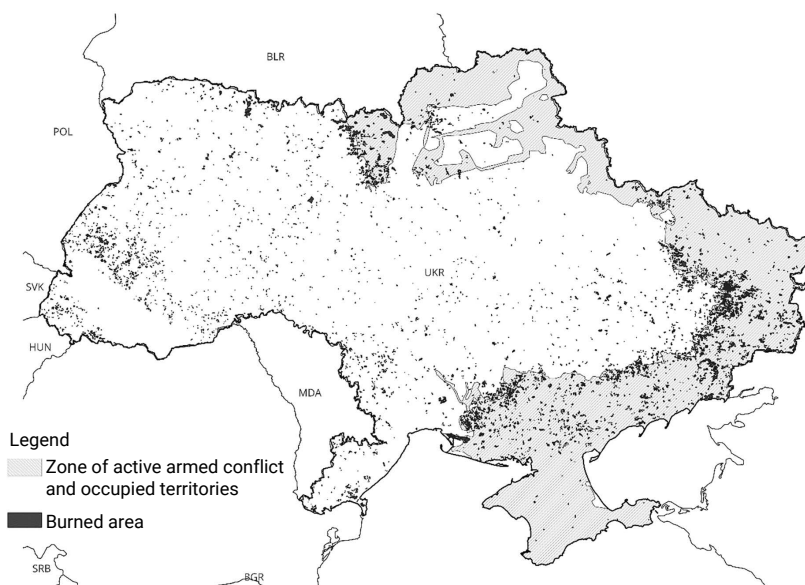 BLR
POL
UKR
SVK
HUN
MDA
Legend
Zone of active armed conflict
and occupied territories
Burned area
SRB
BGR